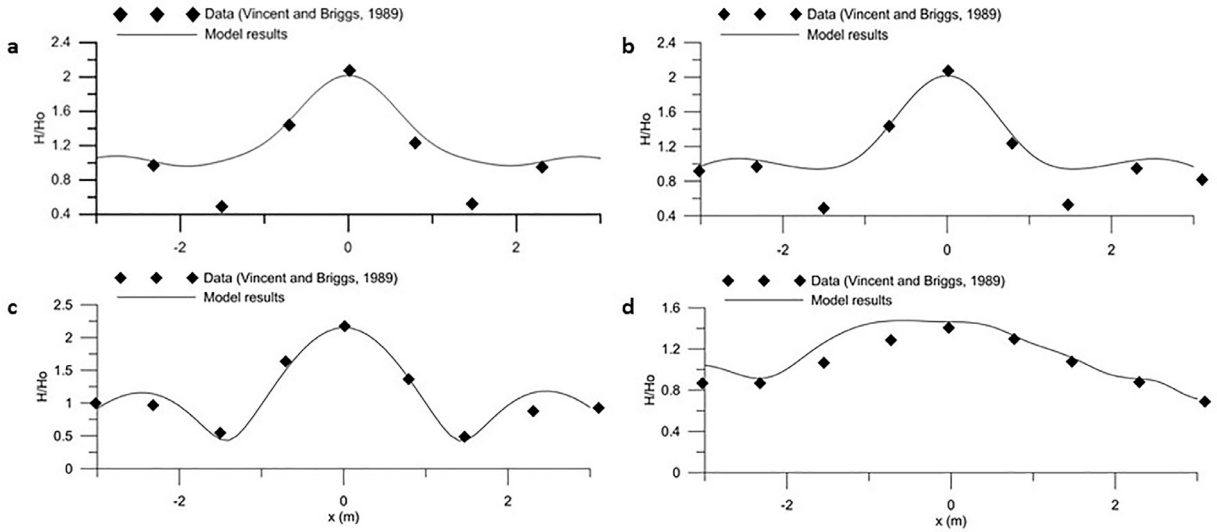 Data (Vincent and Briggs, 1989)
Model results
a
2.4
2
1.6
1.2
0.8
0.4
H/Ho
-2
0
2
Data (Vincent and Briggs, 1989)
Model results
b
2.4
2
1.6
1.2
0.8
0.4
H/Ho
-2
0
2
Data (Vincent and Briggs, 1989)
Model results
c
2.5
2
1.5
1
0.5
0
H/Ho
-2
0
2
x (m)
Data (Vincent and Briggs, 1989)
Model results
d
1.6
1.2
0.8
0.4
0
H/Ho
-2
0
2
x (m)